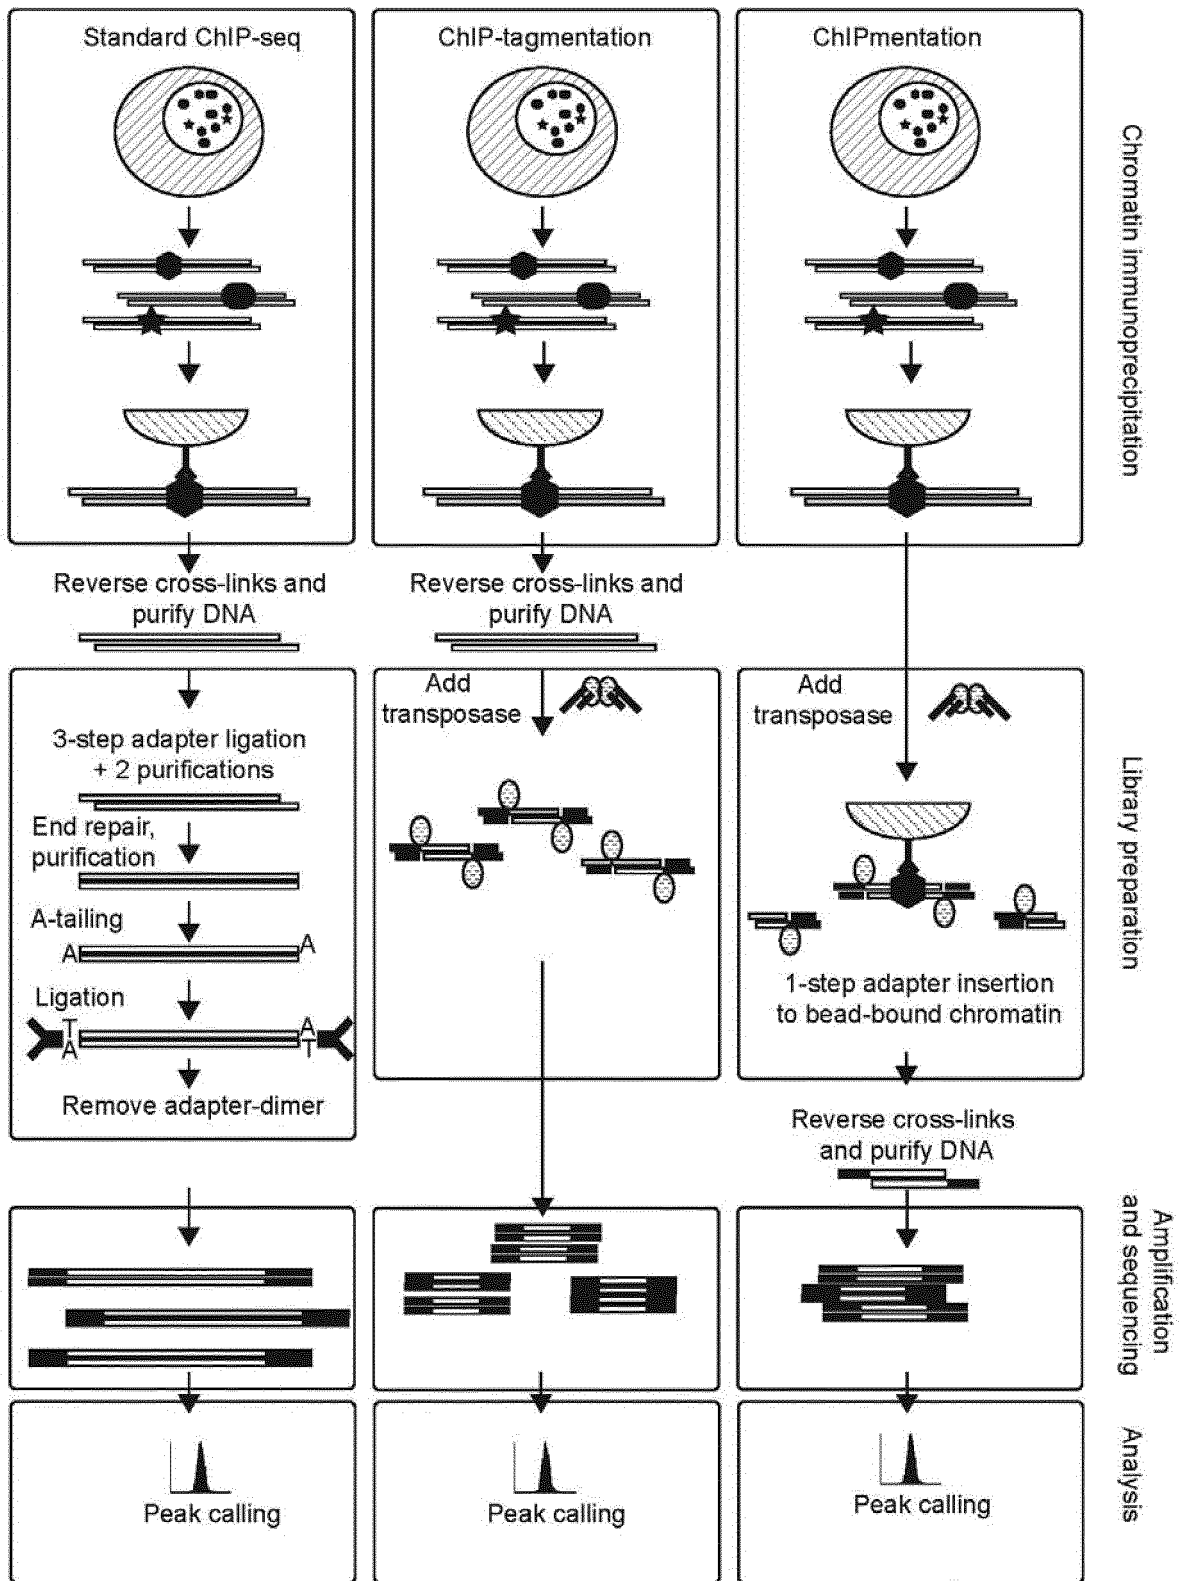 Standard ChIP-seq
ChIP-tagmentation
ChIPmentation
Chromatin immunoprecipitation
Reverse cross-links and
purify DNA
Reverse cross-links and
purify DNA
3-step adapter ligation
+ 2 purifications
End repair,
purification
A-tailing
A
A
Ligation
T
A
A
T
Remove adapter-dimer
Add
transposase
Add
transposase
1-step adapter insertion
to bead-bound chromatin
Library preparation
Reverse cross-links
and purify DNA
Amplification
and sequencing
Peak calling
Peak calling
Peak calling
Analysis